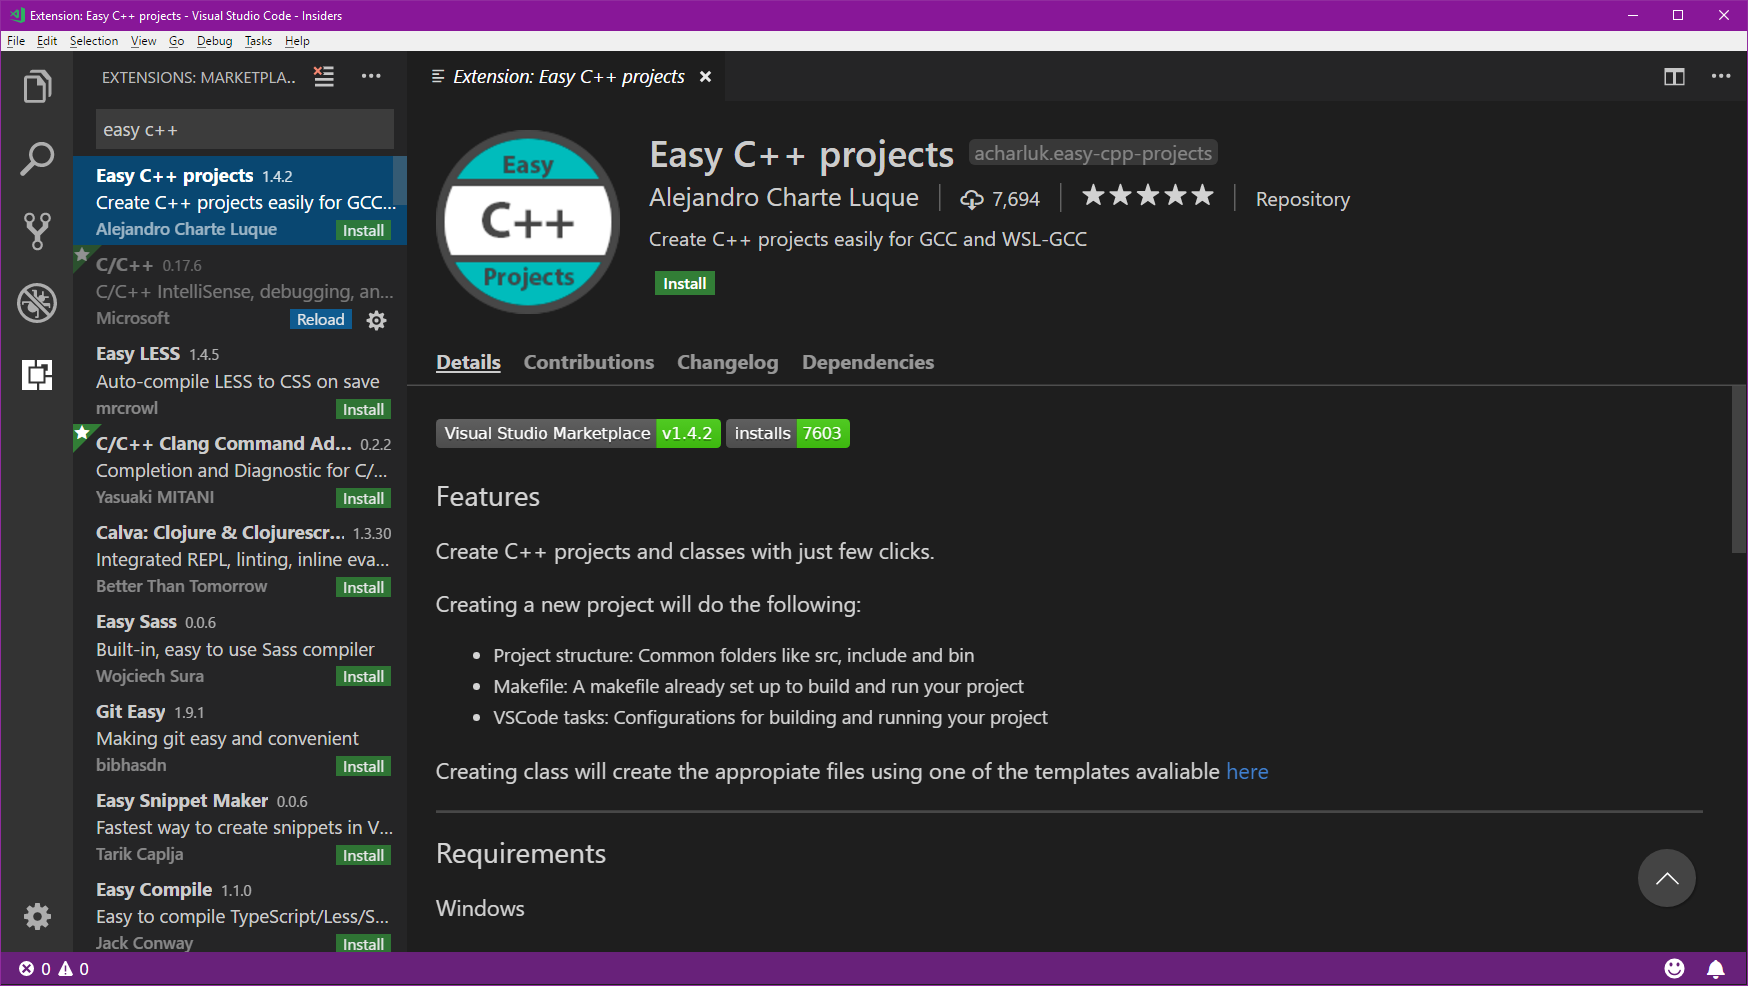 Extension: Easy C++ projects - Visual Studio Code - Insiders
File Edit Selection View Go Debug Tasks Help
EXTENSIONS: MARKETPLA...
easy c++
Easy C++ projects 1.4.2
Create C++ projects easily for GCC...
Alejandro Charte Luque Install
C/C++ 0.17.6
C/C++ IntelliSense, debugging, an...
Microsoft Reload
Easy LESS 1.4.5
Auto-compile LESS to CSS on save
mrcrowl Install
C/C++ Clang Command Ad... 0.2.2
Completion and Diagnostic for C/...
Yasuaki MITANI Install
Calva: Clojure & Clojurescr... 1.3.30
Integrated REPL, linting, inline eva...
Better Than Tomorrow Install
Easy Sass 0.0.6
Built-in, easy to use Sass compiler
Wojciech Sura Install
Git Easy 1.9.1
Making git easy and convenient
bibhasdn Install
Easy Snippet Maker 0.0.6
Fastest way to create snippets in V...
Tarik Caplja Install
Easy Compile 1.1.0
Easy to compile TypeScript/Less/S...
Jack Conway Install
Extension: Easy C++ projects
Easy
C++
Projects
Easy C++ projects acharluk.easy-cpp-projects
Alejandro Charte Luque 7,694 Repository
Create C++ projects easily for GCC and WSL-GCC
Install
Details Contributions Changelog Dependencies
Visual Studio Marketplace v1.4.2 installs 7603
Features
Create C++ projects and classes with just few clicks.
Creating a new project will do the following:
• Project structure: Common folders like src, include and bin
• Makefile: A makefile already set up to build and run your project
• VSCode tasks: Configurations for building and running your project
Creating class will create the appropiate files using one of the templates avaliable here
Requirements
Windows
0 0